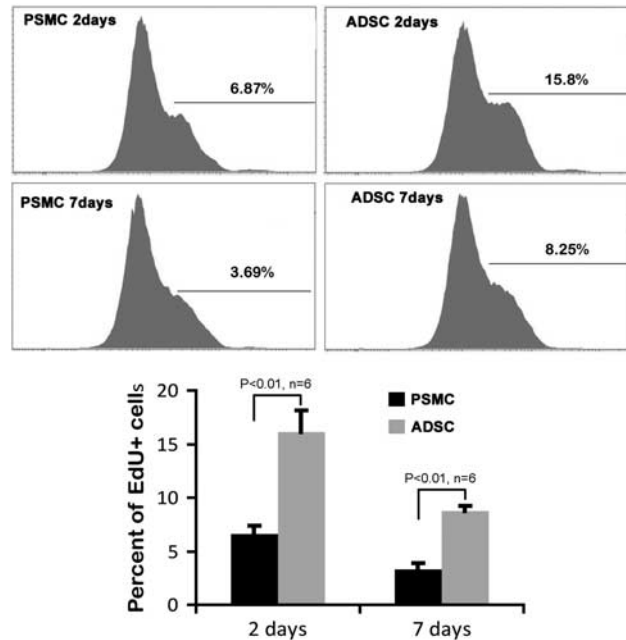 PSMC 2days
6.87%
ADSC 2days
15.8%
PSMC 7days
3.69%
ADSC 7days
8.25%
Percent of EdU+ cells
20
15
10
5
0
P<0.01, n=6
P<0.01, n=6
PSMC
ADSC
2 days
7 days